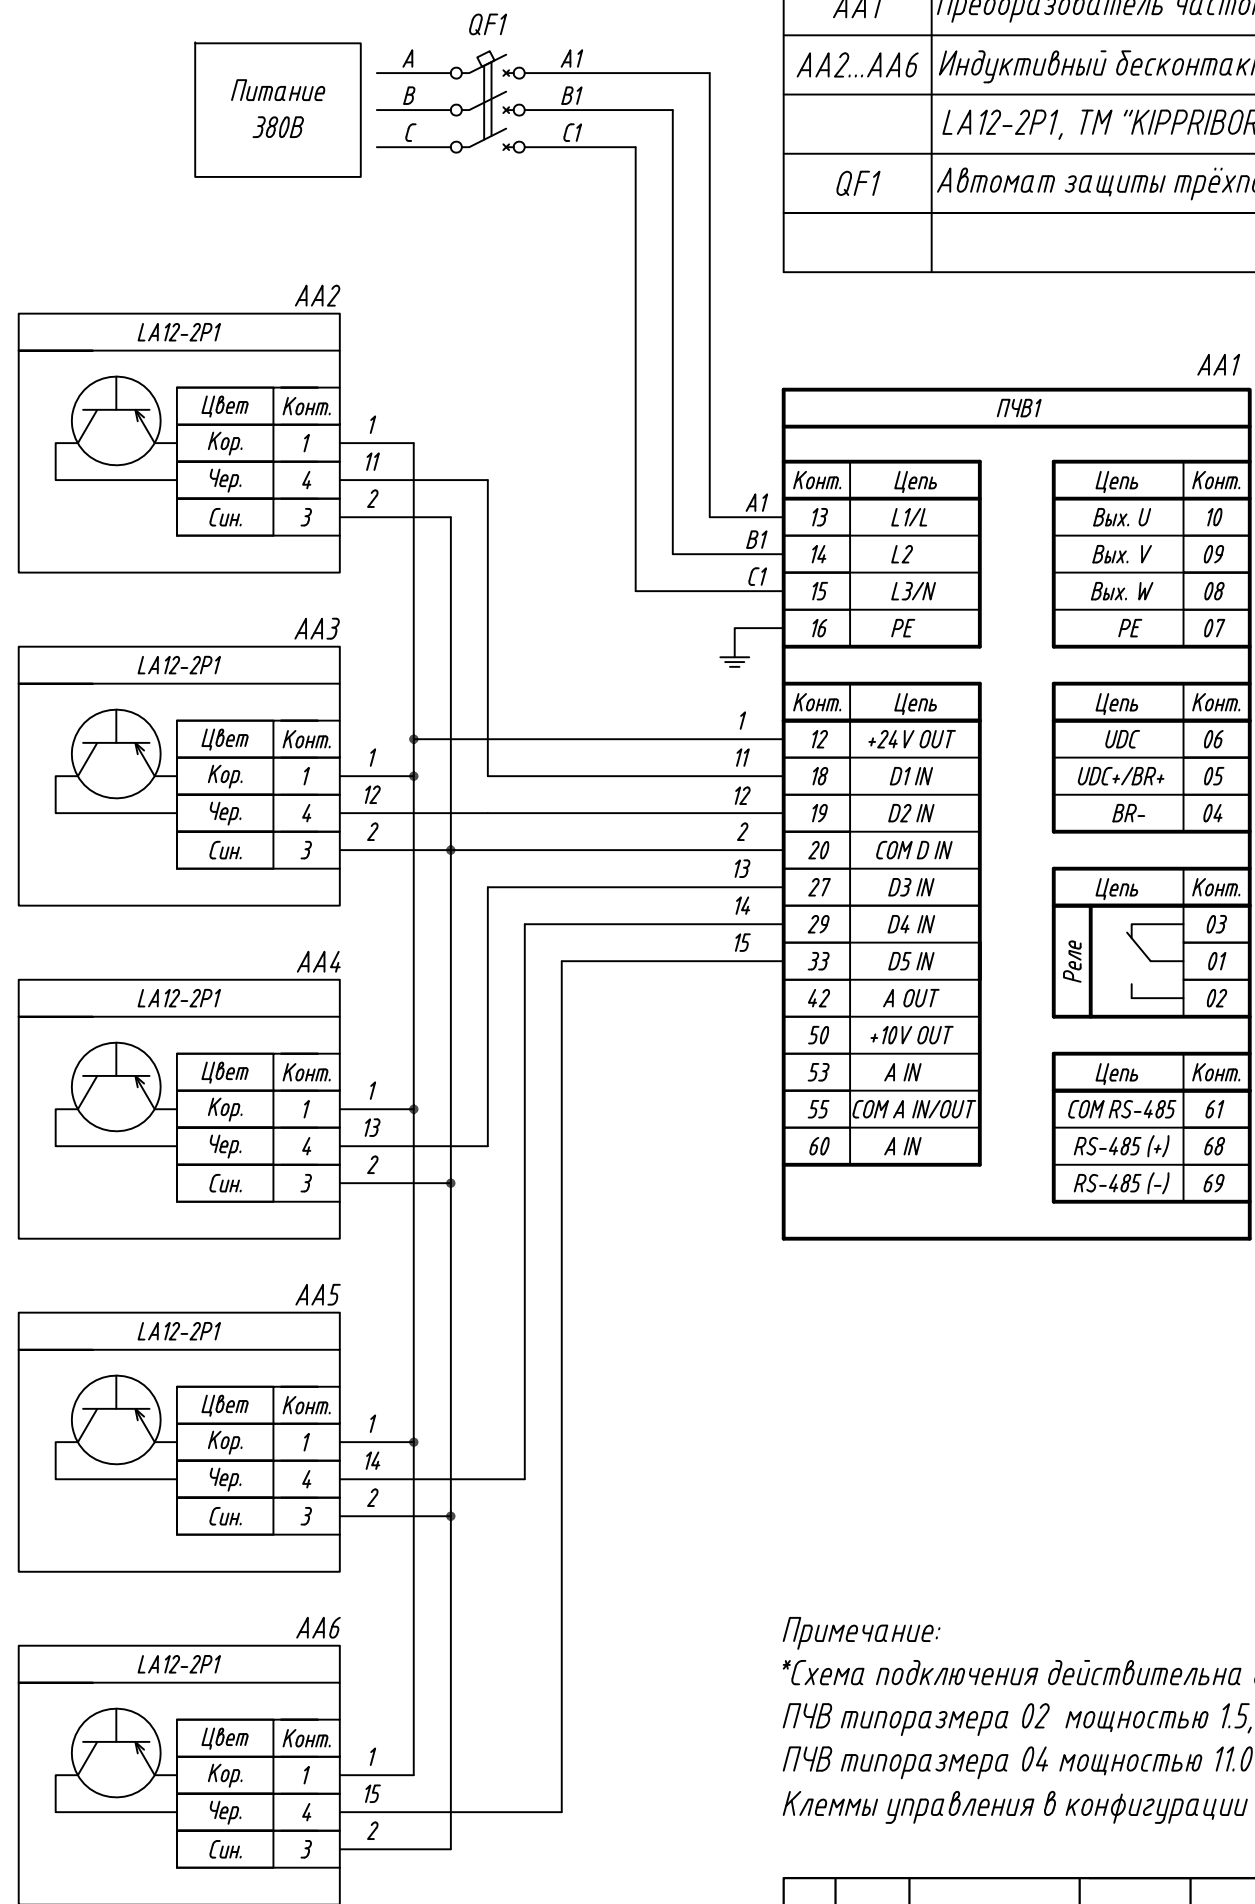 QF1
Питание
380В
A A1
B B1
C C1
AA1 Преобразователь
AA2...AA6 Индуктивный
LA12-2P1, ТМ "KIPPRIBOR
QF1 Автомат защиты
AA2
LA12-2P1
Цвет Конт.
Кор. 1 1
Чер. 4 11
Син. 3 2
AA3
LA12-2P1
Цвет Конт.
Кор. 1 1
Чер. 4 12
Син. 3 2
AA4
LA12-2P1
Цвет Конт.
Кор. 1 1
Чер. 4 13
Син. 3 2
AA5
LA12-2P1
Цвет Конт.
Кор. 1 1
Чер. 4 14
Син. 3 2
AA6
LA12-2P1
Цвет Конт.
Кор. 1 1
Чер. 4 15
Син. 3 2
AA1
ПЧВ1
Конт. Цепь
A1 13 L1/L
B1 14 L2
C1 15 L3/N
16 PE
Цепь Конт.
Вых. U 10
Вых. V 09
Вых. W 08
PE 07
Конт. Цепь
1 12 +24V OUT
11 18 D1 IN
12 19 D2 IN
2 20 COM D IN
13 27 D3 IN
14 29 D4 IN
15 33 D5 IN
42 A OUT
50 +10V OUT
53 A IN
55 COM A IN/OUT
60 A IN
Цепь Конт.
UDC 06
UDC+/BR+ 05
BR- 04
Цепь Конт.
Реле
03
01
02
Цепь Конт.
COM RS-485 61
RS-485 (+) 68
RS-485 (-) 69
Примечание:
*Схема подключения действительна
ПЧВ типоразмера 02 мощностью 1.5,
ПЧВ типоразмера 04 мощностью 11.0
Клеммы управления в конфигурации